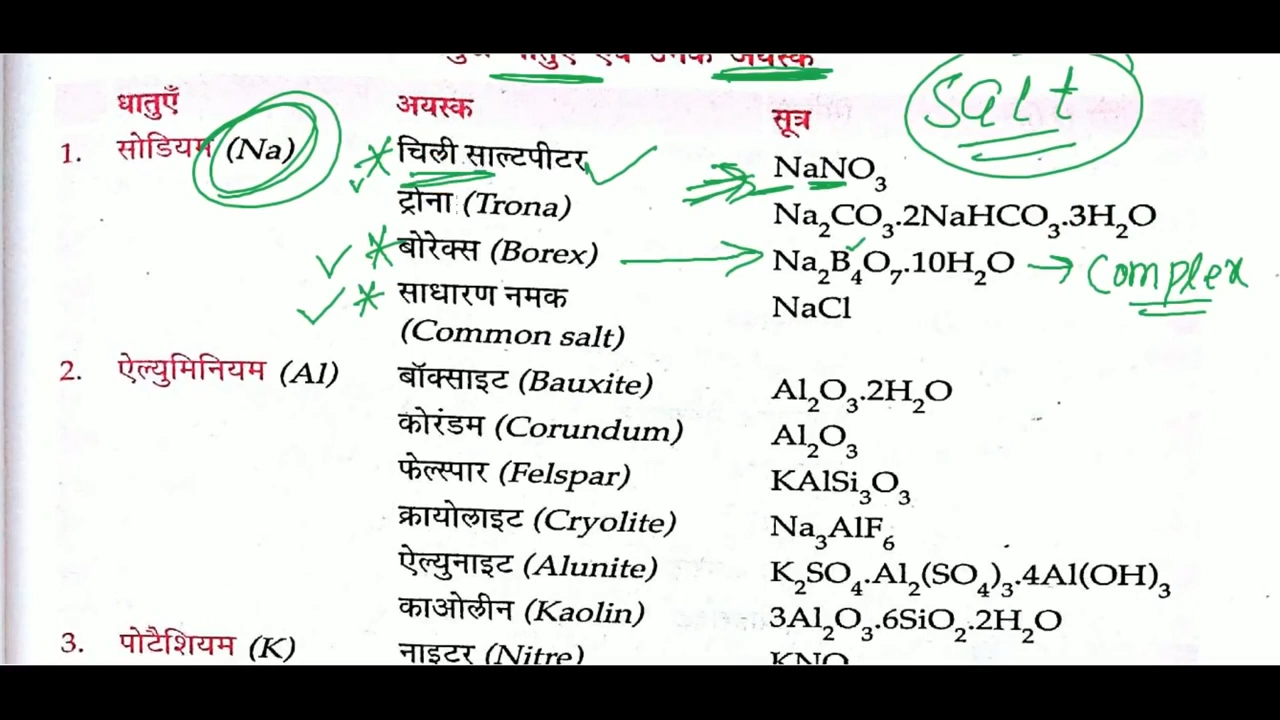 धातुएँ अयस्क सूत्र
salt
1. सोडियम (Na) चिली साल्टपीटर NaNO₃
ट्रोना (Trona) Na₂CO₃.2NaHCO₃.3H₂O
बोरेक्स (Borex) Na₂B₄O₇.10H₂O → Complex
साधारण नमक NaCl
(Common salt)
2. ऐल्युमिनियम (Al) बॉक्साइट (Bauxite) Al₂O₃.2H₂O
कोरंडम (Corundum) Al₂O₃
फेल्स्पार (Felspar) KAlSi₃O₃
क्रायोलाइट (Cryolite) Na₃AlF₆
ऐल्युनाइट (Alunite) K₂SO₄.Al₂(SO₄)₃.4Al(OH)₃
काओलीन (Kaolin) 3Al₂O₃.6SiO₂.2H₂O
3. पोटैशियम (K) नाइटर (Nitre)